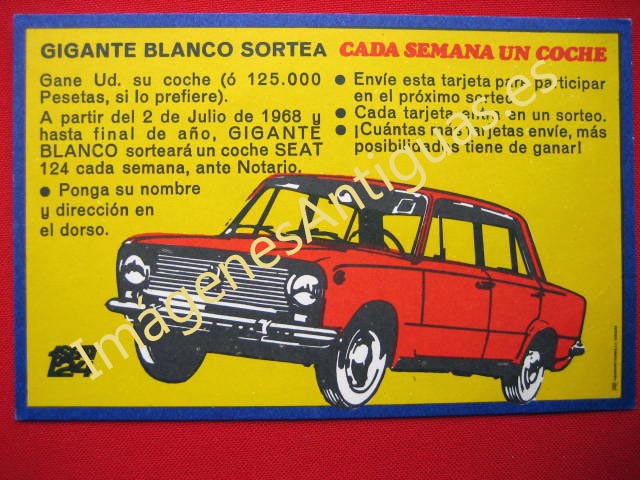 GIGANTE BLANCO SORTEA CADA SEMANA UN COCHE
Gane Ud. su coche (ó 125.000
Pesetas, si lo prefiere).
A partir del 2 de Julio de 1968 y
hasta final de año, GIGANTE
BLANCO sorteará un coche SEAT
124 cada semana, ante Notario.
● Ponga su nombre
y dirección en
el dorso.
● Envíe esta tarjeta para participar
en el próximo sorteo.
● Cada tarjeta entra en un sorteo.
● ¡Cuántas más tarjetas envíe, más
posibilidades tiene de ganar!
ImagenesAntiguas.es